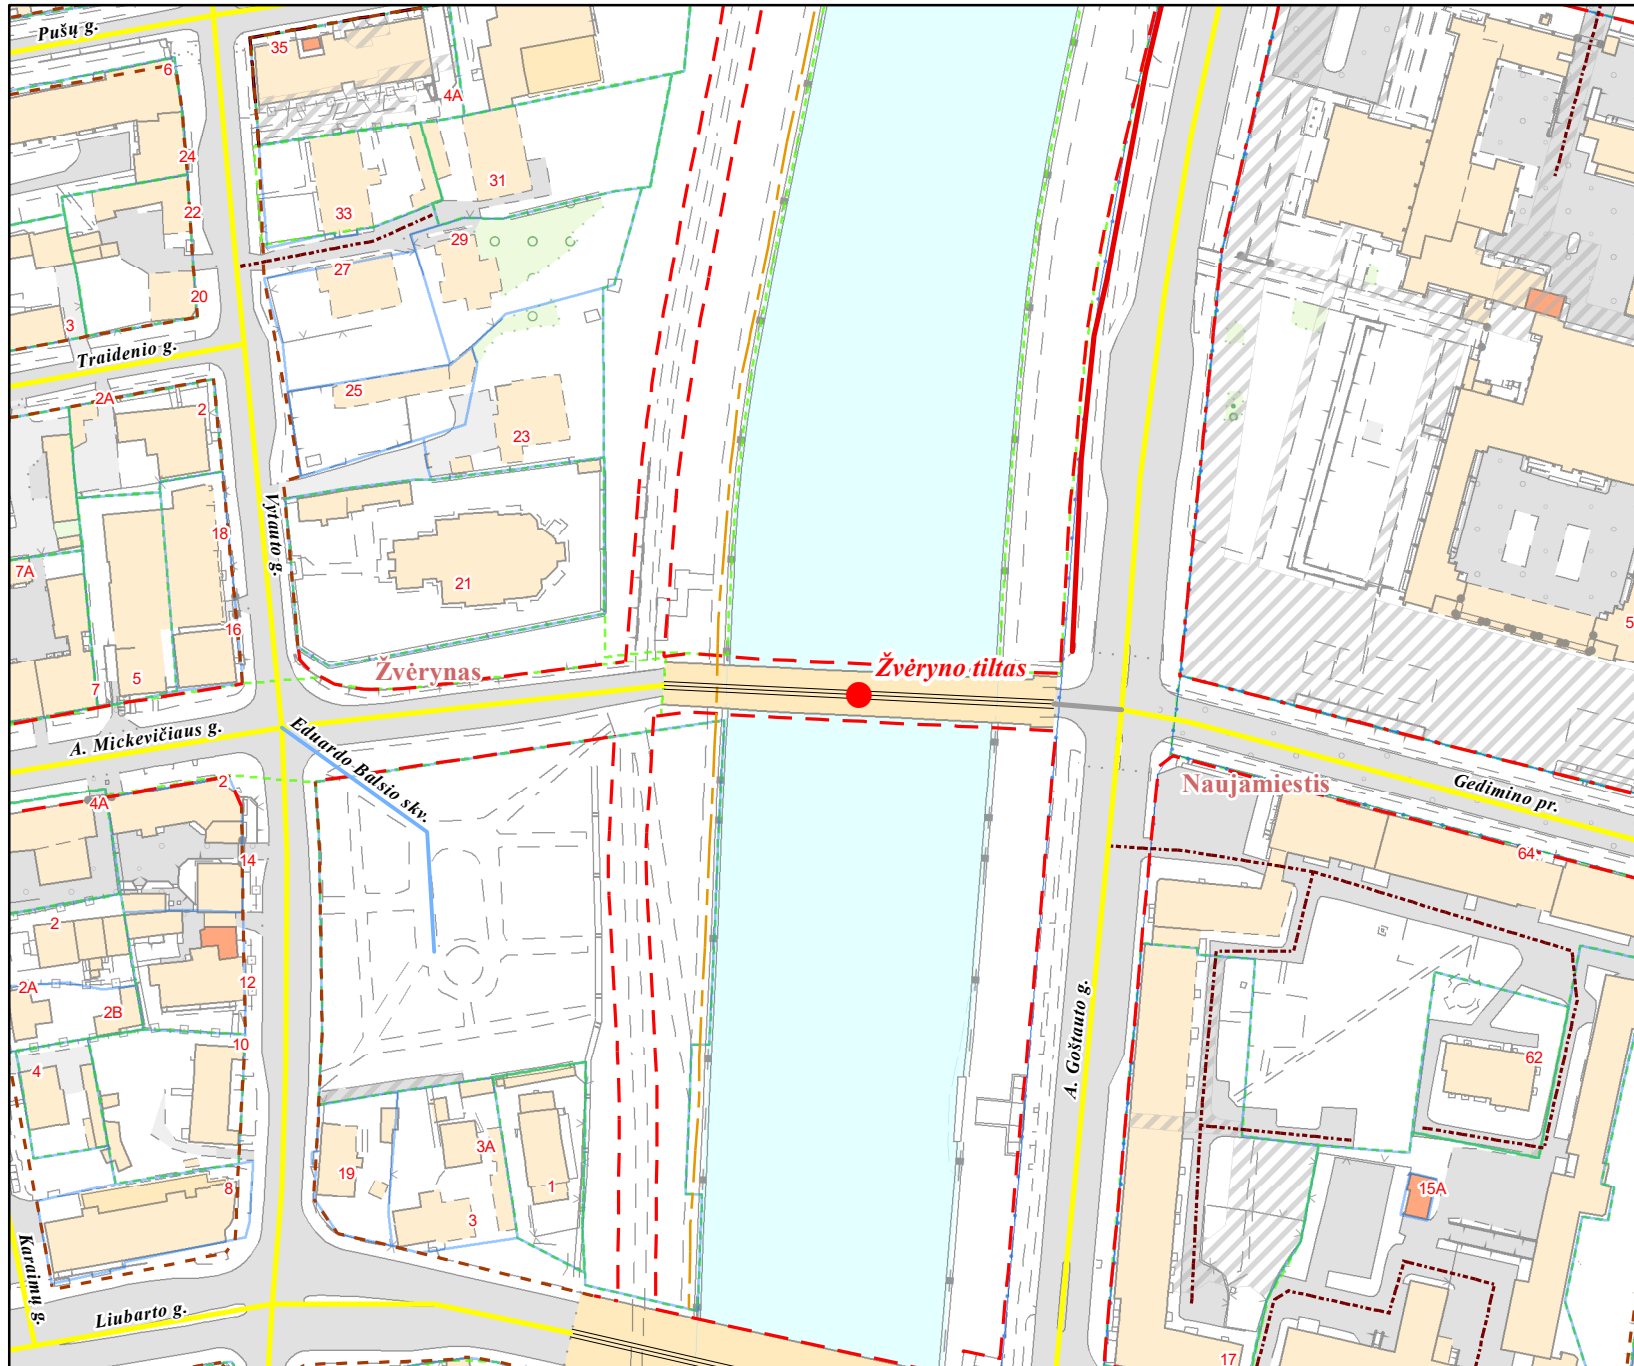 Pušų g.
35
6
4A
24
31
22
33
29
27
20
3
Traidenio g.
25
2A
2
23
Vytauto g.
18
7A
21
16
5
Žvėrynas
Žvėryno tiltas
5
7
A. Mickevičiaus g.
Eduardo Balsio skv.
Naujamiestis
Gedimino pr.
2
4A
14
64
2
12
2A
2B
10
A. Goštauto g.
62
4
3A
19
1
15A
8
3
Karaimų g.
Liubarto g.
17